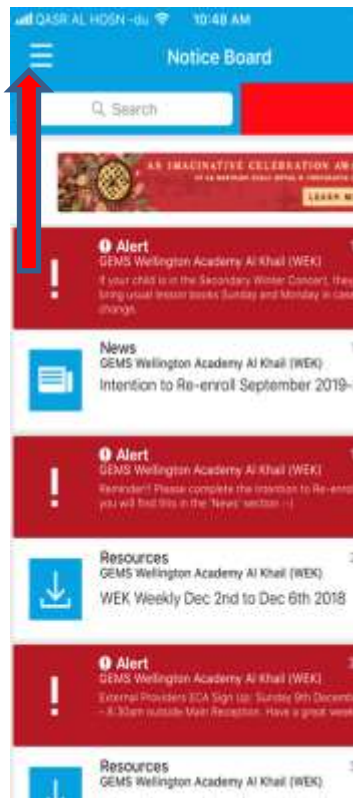 QASR AL HOSN -du 10:48 AM
Notice Board
Search
AN IMAGINATIVE CELEBRATION
LEARN
Alert
GEMS Wellington Academy Al Khail (WEK)
If your child is in the Secondary Winter Concert, they
bring usual lesson books Sunday and Monday in case
change.
News
GEMS Wellington Academy Al Khail (WEK)
Intention to Re-enroll September 2019-
Alert
GEMS Wellington Academy Al Khail (WEK)
Reminder!! Please complete the Intention to Re-enrol
you will find this in the 'News' section :-)
Resources
GEMS Wellington Academy Al Khail (WEK)
WEK Weekly Dec 2nd to Dec 6th 2018
Alert
GEMS Wellington Academy Al Khail (WEK)
External Providers ECA Sign Up: Sunday 9th Decemb
- 8:30am outside Main Reception. Have a great week
Resources
GEMS Wellington Academy Al Khail (WEK)